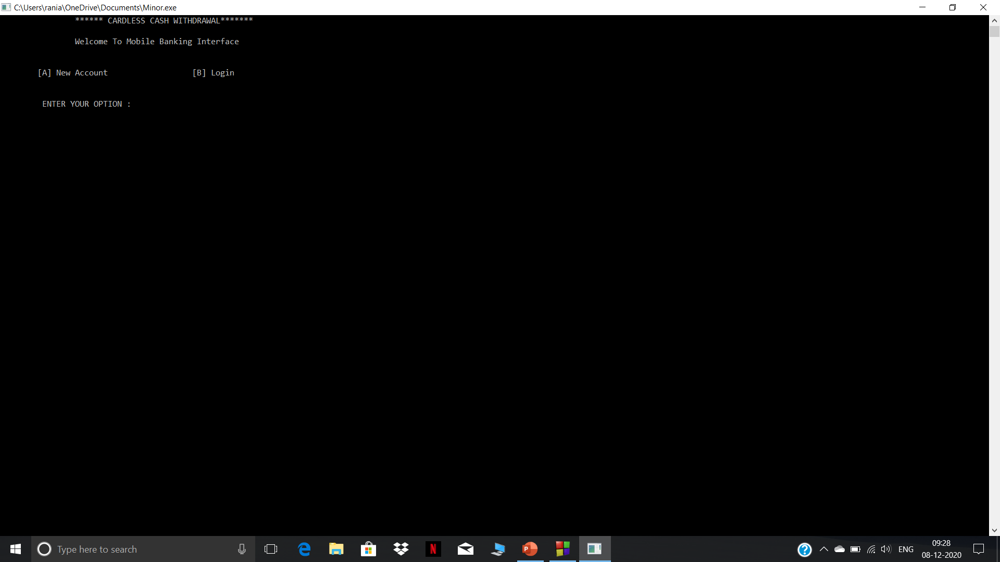 C:\Users\rania\OneDrive\Documents\Minor.exe
****** CARDLESS CASH WITHDRAWAL*******
Welcome To Mobile Banking Interface
[A] New Account [B] Login
ENTER YOUR OPTION :
Type here to search
ENG
09:28
08-12-2020